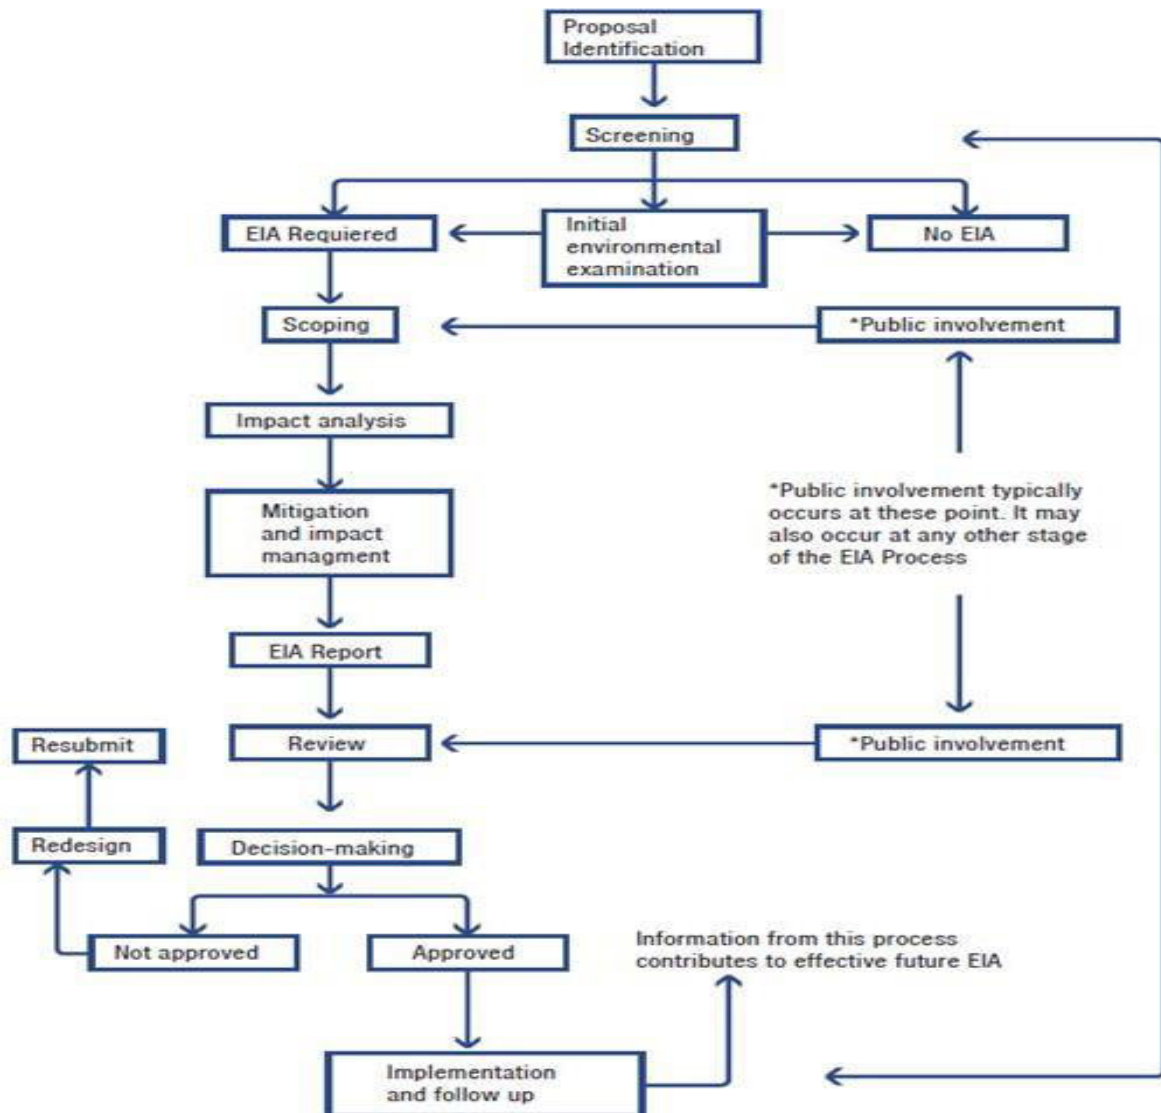 Proposal
Identification
Screening
EIA Requiered
Initial
environmental
examination
No EIA
Scoping
*Public involvement
Impact analysis
Mitigation
and impact
managment
*Public involvement typically
occurs at these point. It may
also occur at any other stage
of the EIA Process
EIA Report
Resubmit
Review
*Public involvement
Redesign
Decision-making
Not approved
Approved
Information from this process
contributes to effective future EIA
Implementation
and follow up